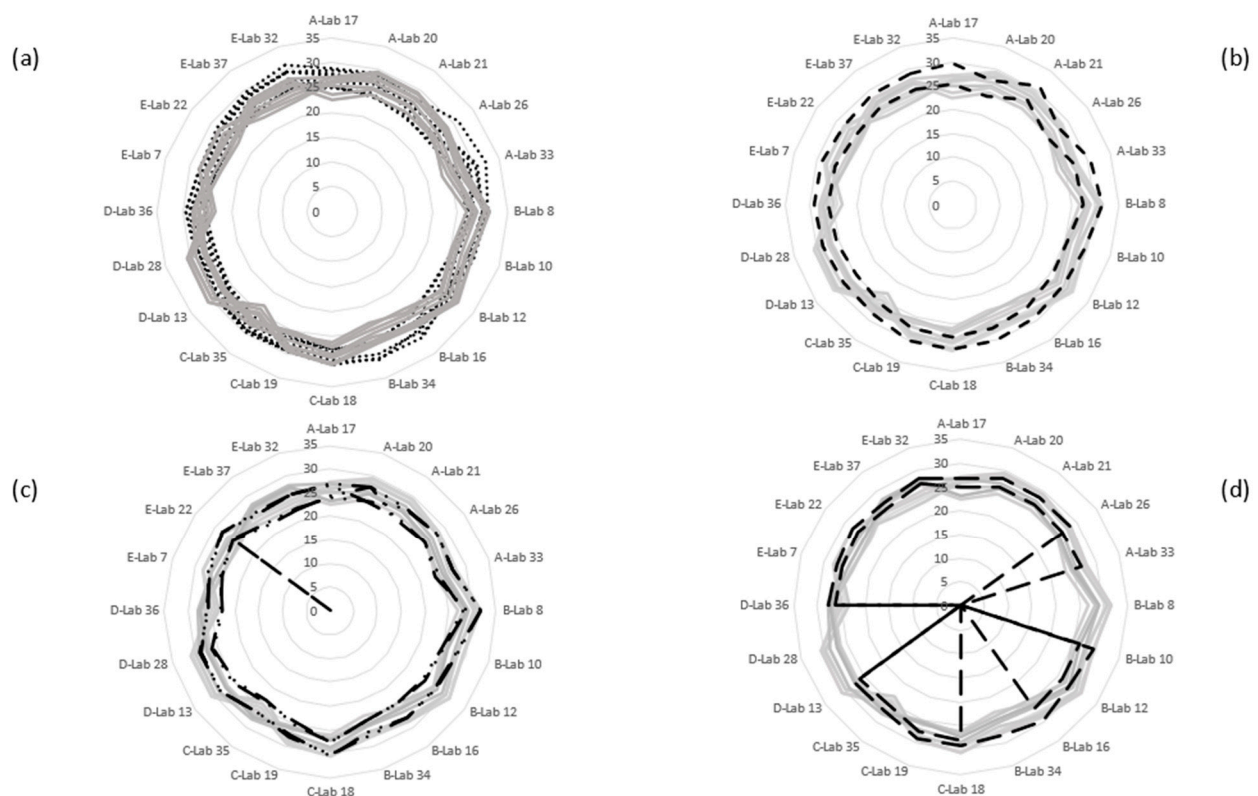 (a)
A-Lab 17
A-Lab 20
A-Lab 21
A-Lab 26
A-Lab 33
B-Lab 8
B-Lab 10
B-Lab 12
B-Lab 16
B-Lab 34
C-Lab 18
C-Lab 19
C-Lab 35
D-Lab 13
D-Lab 28
D-Lab 36
E-Lab 7
E-Lab 22
E-Lab 37
E-Lab 32
35
30
25
20
15
10
5
0
(b)
A-Lab 17
A-Lab 20
A-Lab 21
A-Lab 26
A-Lab 33
B-Lab 8
B-Lab 10
B-Lab 12
B-Lab 16
B-Lab 34
C-Lab 18
C-Lab 19
C-Lab 35
D-Lab 13
D-Lab 28
D-Lab 36
E-Lab 7
E-Lab 22
E-Lab 37
E-Lab 32
35
30
25
20
15
10
5
0
(c)
A-Lab 17
A-Lab 20
A-Lab 21
A-Lab 26
A-Lab 33
B-Lab 8
B-Lab 10
B-Lab 12
B-Lab 16
B-Lab 34
C-Lab 18
C-Lab 19
C-Lab 35
D-Lab 13
D-Lab 28
D-Lab 36
E-Lab 7
E-Lab 22
E-Lab 37
E-Lab 32
35
30
25
20
15
10
5
0
(d)
A-Lab 17
A-Lab 20
A-Lab 21
A-Lab 26
A-Lab 33
B-Lab 8
B-Lab 10
B-Lab 12
B-Lab 16
B-Lab 34
C-Lab 18
C-Lab 19
C-Lab 35
D-Lab 13
D-Lab 28
D-Lab 36
E-Lab 7
E-Lab 22
E-Lab 37
E-Lab 32
35
30
25
20
15
10
5
0